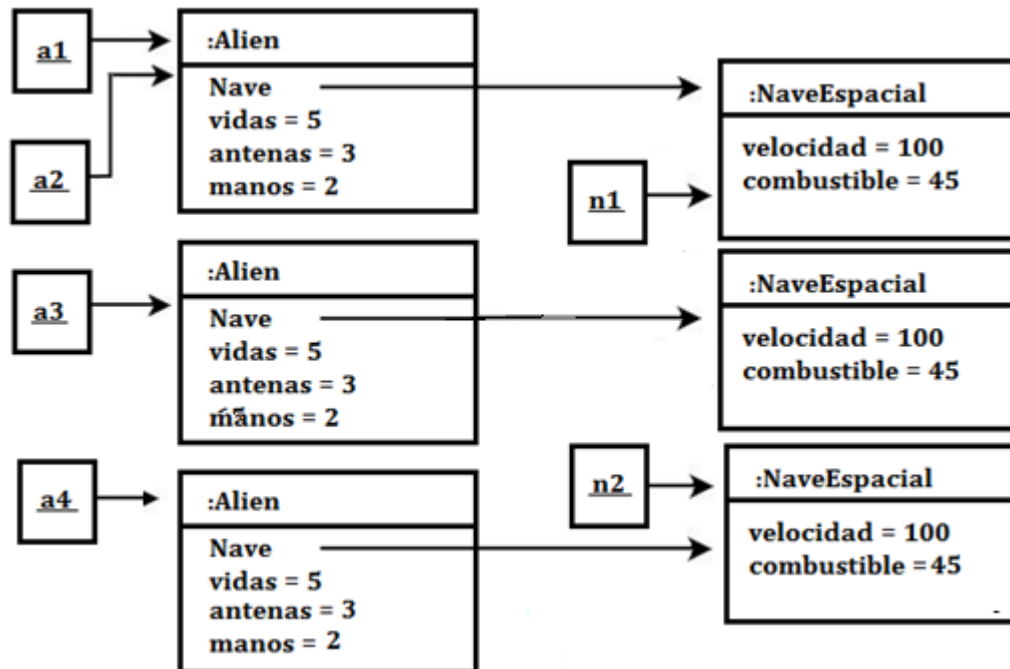 a1
:Alien
Nave
vidas = 5
antenas = 3
manos = 2
a2
:NaveEspacial
velocidad = 100
combustible = 45
n1
a3
:Alien
Nave
vidas = 5
antenas = 3
manos = 2
:NaveEspacial
velocidad = 100
combustible = 45
a4
:Alien
Nave
vidas = 5
antenas = 3
manos = 2
n2
:NaveEspacial
velocidad = 100
combustible =45